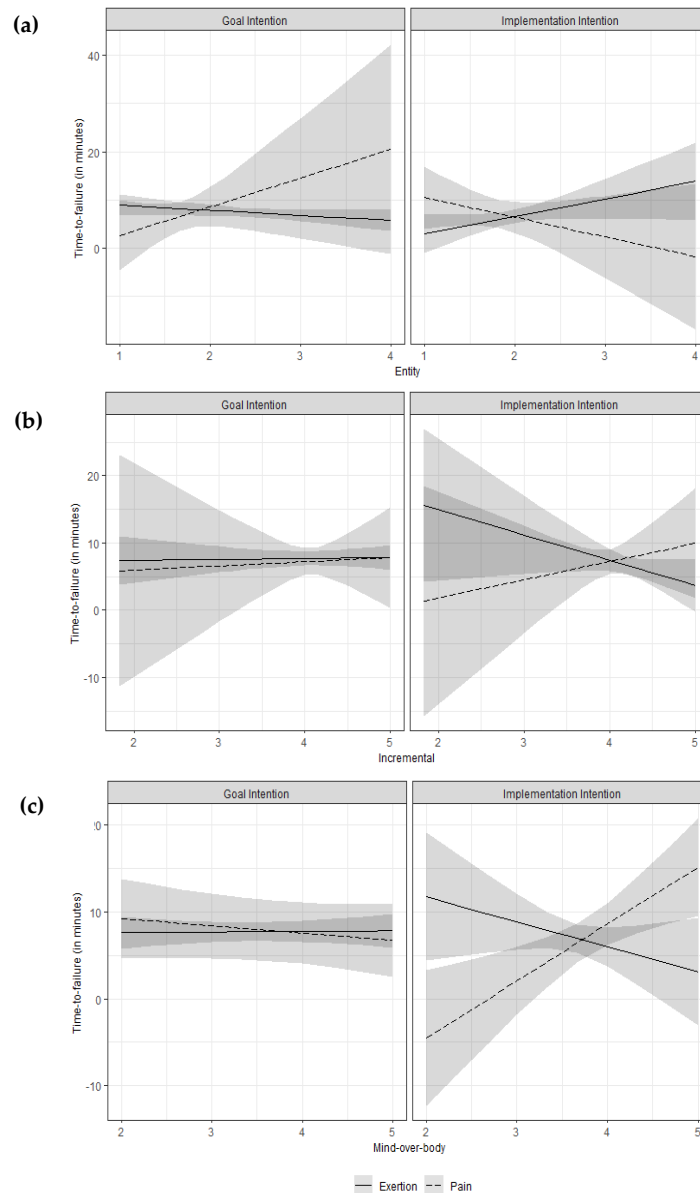 (a)
Goal Intention Implementation Intention
40
20
0
Time-to-failure (in minutes)
1 2 3 4 1 2 3 4
Entity
(b)
Goal Intention Implementation Intention
20
10
0
-10
Time-to-failure (in minutes)
2 3 4 5 2 3 4 5
Incremental
(c)
Goal Intention Implementation Intention
10
0
-10
Time-to-failure (in minutes)
2 3 4 5 2 3 4 5
Mind-over-body
Exertion Pain